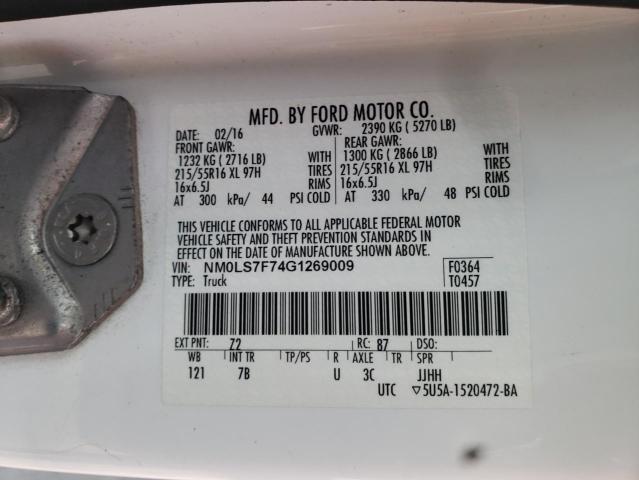 MFD. BY FORD MOTOR CO.
DATE: 02/16 GVWR: 2390 KG ( 5270 LB)
FRONT GAWR: REAR GAWR:
1232 KG ( 2716 LB) WITH 1300 KG ( 2866 LB) WITH
215/55R16 XL 97H TIRES 215/55R16 XL 97H TIRES
16x6.5J RIMS 16x6.5J RIMS
AT 300 kPa/ 44 PSI COLD AT 330 kPa/ 48 PSI COLD
THIS VEHICLE CONFORMS TO ALL APPLICABLE FEDERAL MOTOR
VEHICLE SAFETY AND THEFT PREVENTION STANDARDS IN
EFFECT ON THE DATE OF MANUFACTURE SHOWN ABOVE.
VIN: NM0LS7F74G1269009 F0364
TYPE: Truck T0457
EXT PNT: Z2 RC: 87 DSO:
WB INT TR TP/PS R AXLE TR SPR
121 7B U 3C JJHH
UTC ▽5U5A-1520472-BA